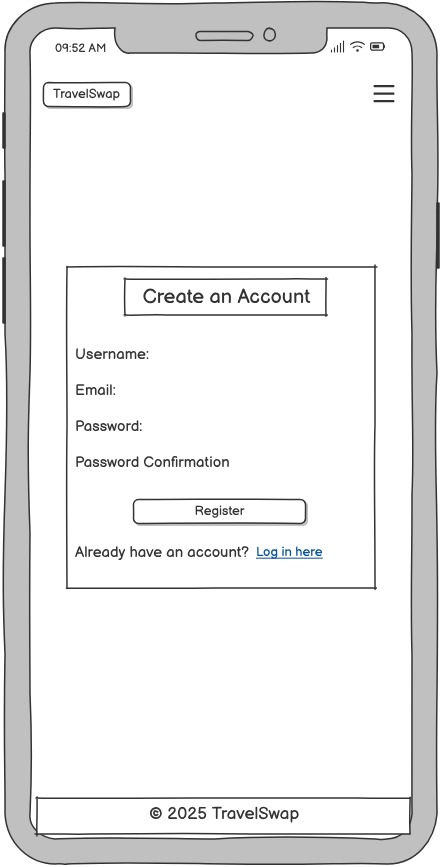 09:52 AM
TravelSwap
Create an Account
Username:
Email:
Password:
Password Confirmation
Register
Already have an account? Log in here
© 2025 TravelSwap